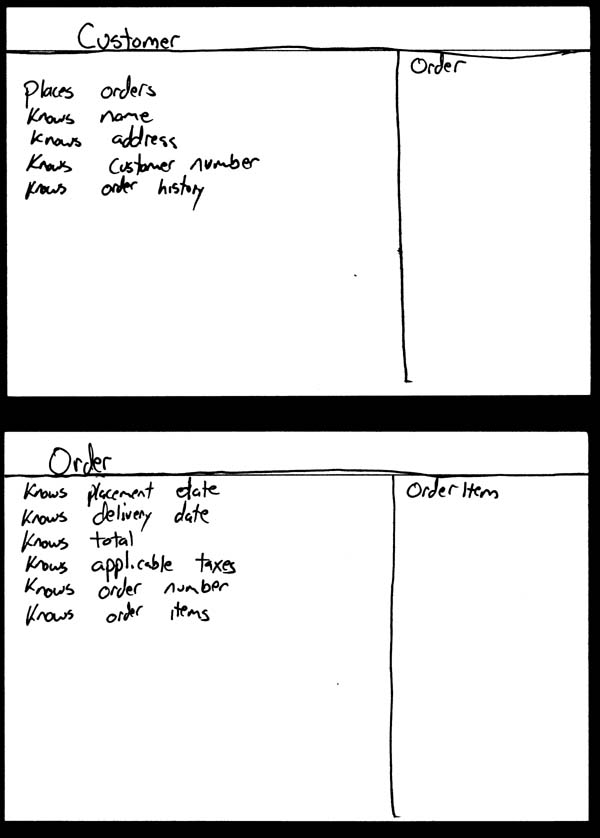 Customer
Order
Places orders
Knows name
Knows address
Knows customer number
Knows order history
Order
Order Item
Knows placement date
Knows delivery date
Knows total
Knows applicable taxes
Knows order number
Knows order items